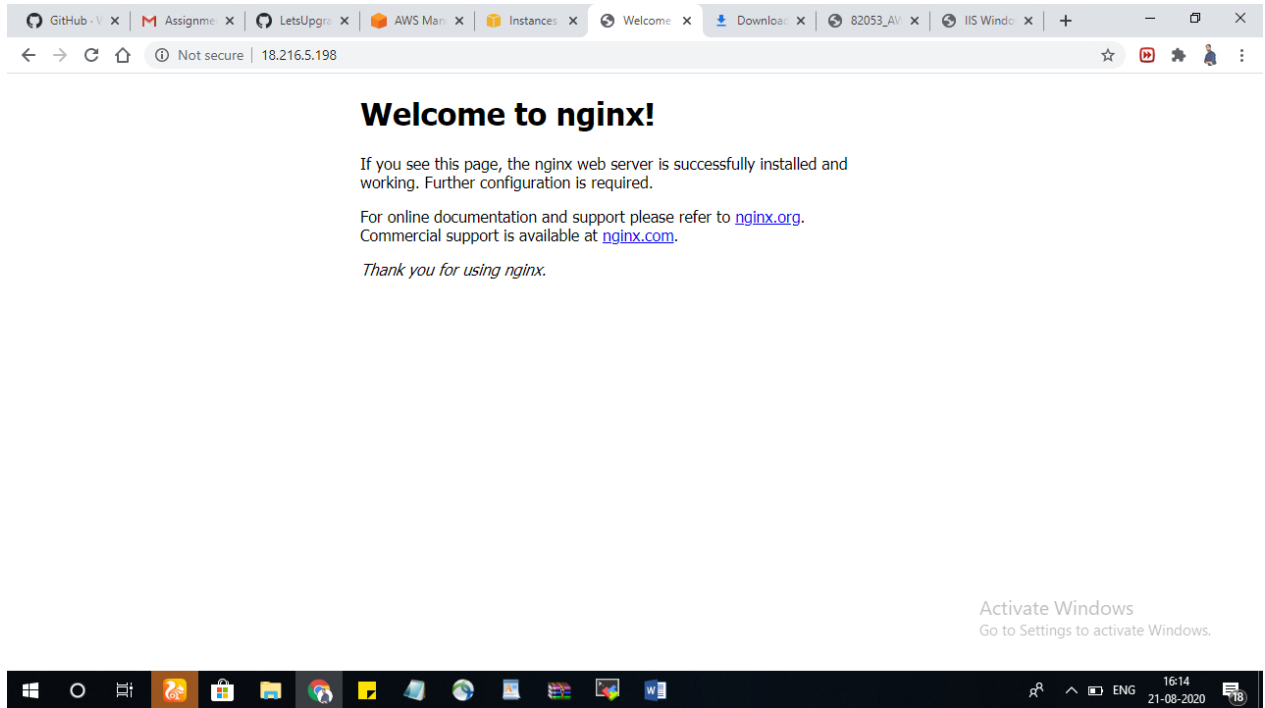 GitHub - V
Assignme
LetsUpgra
AWS Man
Instances
Welcome
Download
82053_AW
IIS Windo
Not secure | 18.216.5.198
Welcome to nginx!
If you see this page, the nginx web server is successfully installed and
working. Further configuration is required.
For online documentation and support please refer to nginx.org.
Commercial support is available at nginx.com.
Thank you for using nginx.
Activate Windows
Go to Settings to activate Windows.
ENG
16:14
21-08-2020
18